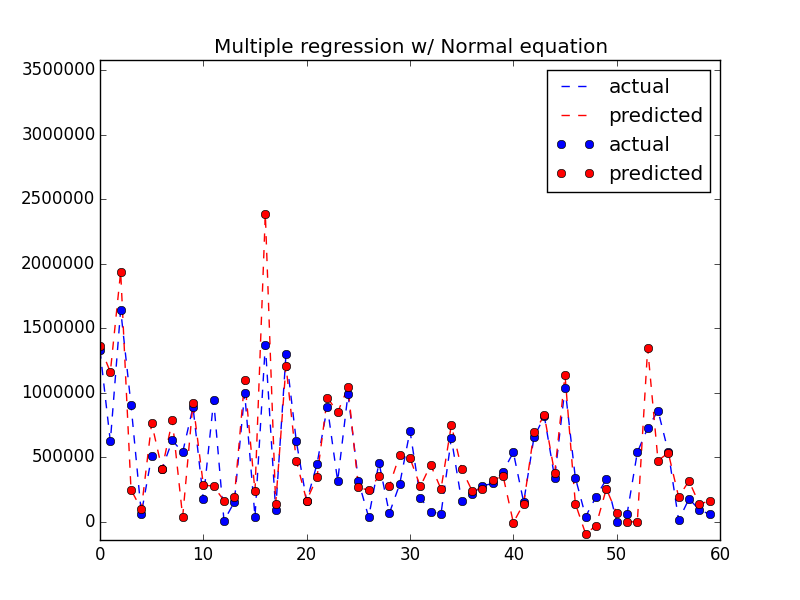 Multiple regression w/ Normal equation
3500000
3000000
2500000
2000000
1500000
1000000
500000
0
actual
predicted
actual
predicted
0 10 20 30 40 50 60